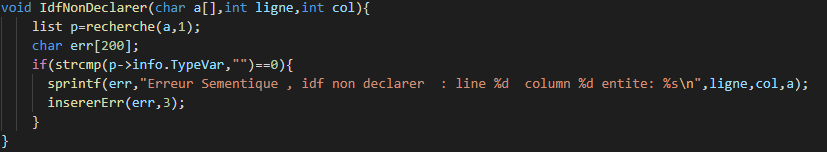 void IdfNonDeclarer(char a[],int ligne,int col){
    list p=recherche(a,1);
    char err[200];
    if(strcmp(p->info.TypeVar,"")==0){
      sprintf(err,"Erreur Sementique , idf non declarer  : line %d  column %d entite: %s\n",ligne,col,a);
      insererErr(err,3);
    }
}